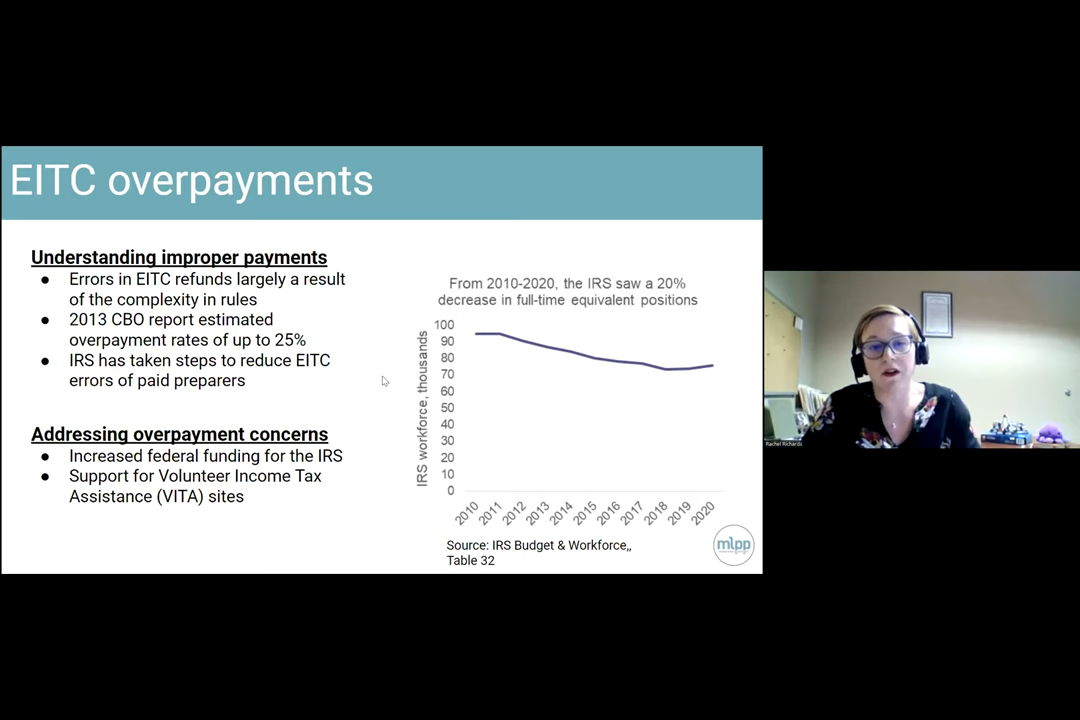 EITC overpayments
Understanding improper payments
● Errors in EITC refunds largely a result
of the complexity in rules
● 2013 CBO report estimated
overpayment rates of up to 25%
● IRS has taken steps to reduce EITC
errors of paid preparers
Addressing overpayment concerns
● Increased federal funding for the IRS
● Support for Volunteer Income Tax
Assistance (VITA) sites
From 2010-2020, the IRS saw a 20%
decrease in full-time equivalent positions
IRS workforce, thousands
100
90
80
70
60
50
40
30
20
10
0
2010 2011 2012 2013 2014 2015 2016 2017 2018 2019 2020
Source: IRS Budget & Workforce,,
Table 32
mlpp
Rachel Richards